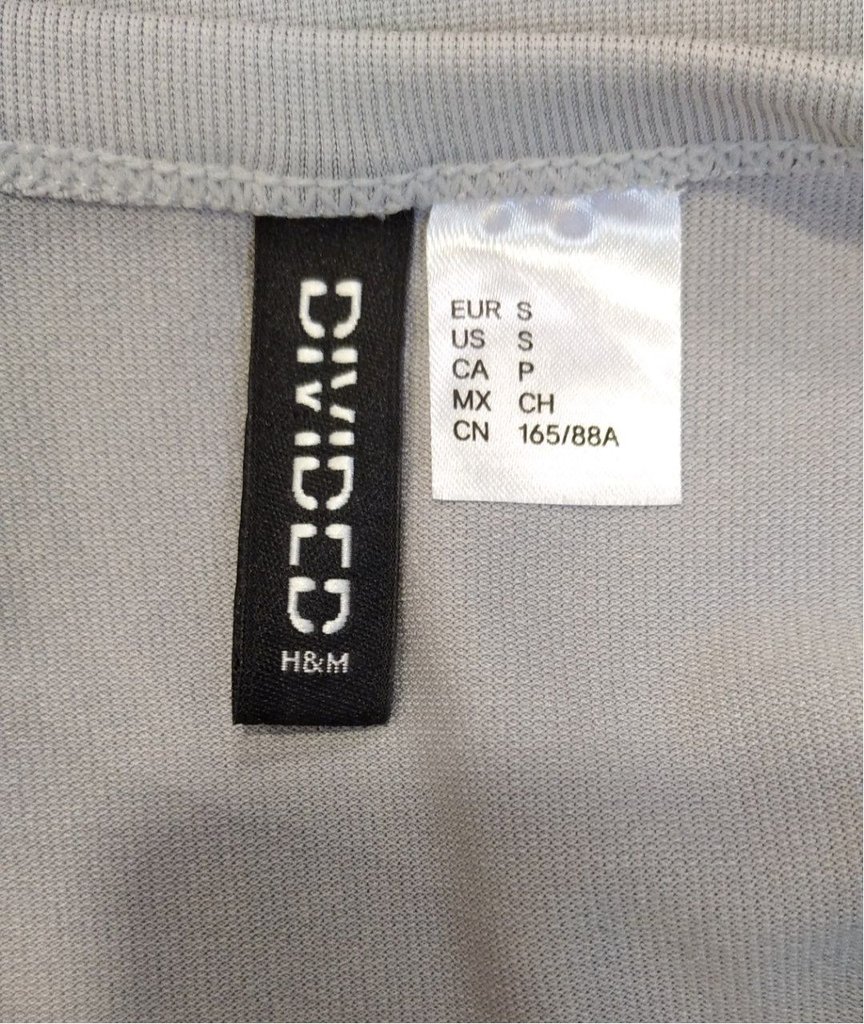 DIVIDED
H&M
EUR S
US S
CA P
MX CH
CN 165/88A